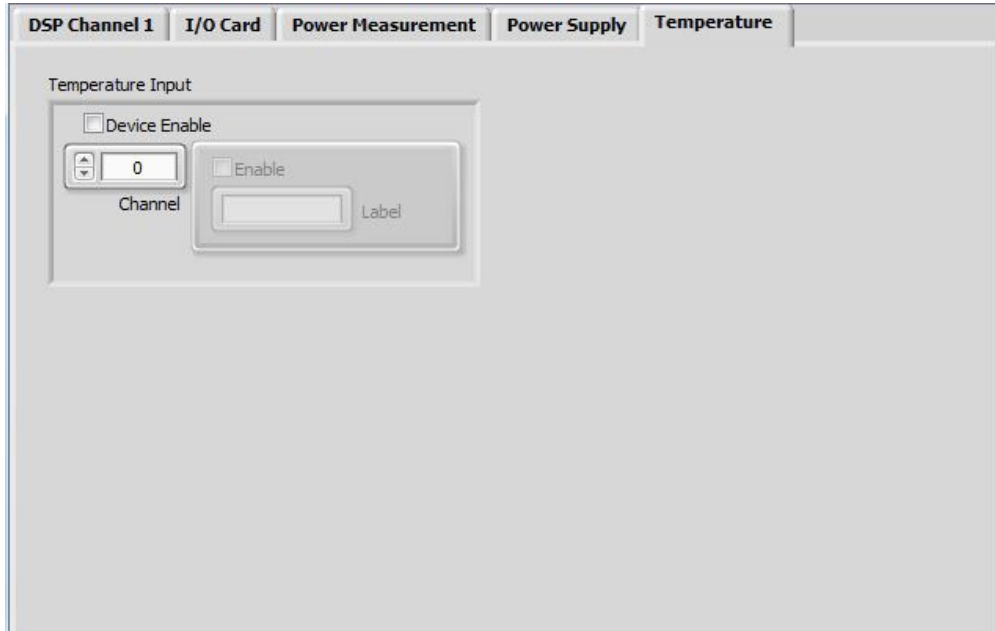 DSP Channel 1 I/O Card Power Measurement Power Supply Temperature
Temperature Input
Device Enable
0
Enable
Channel
Label